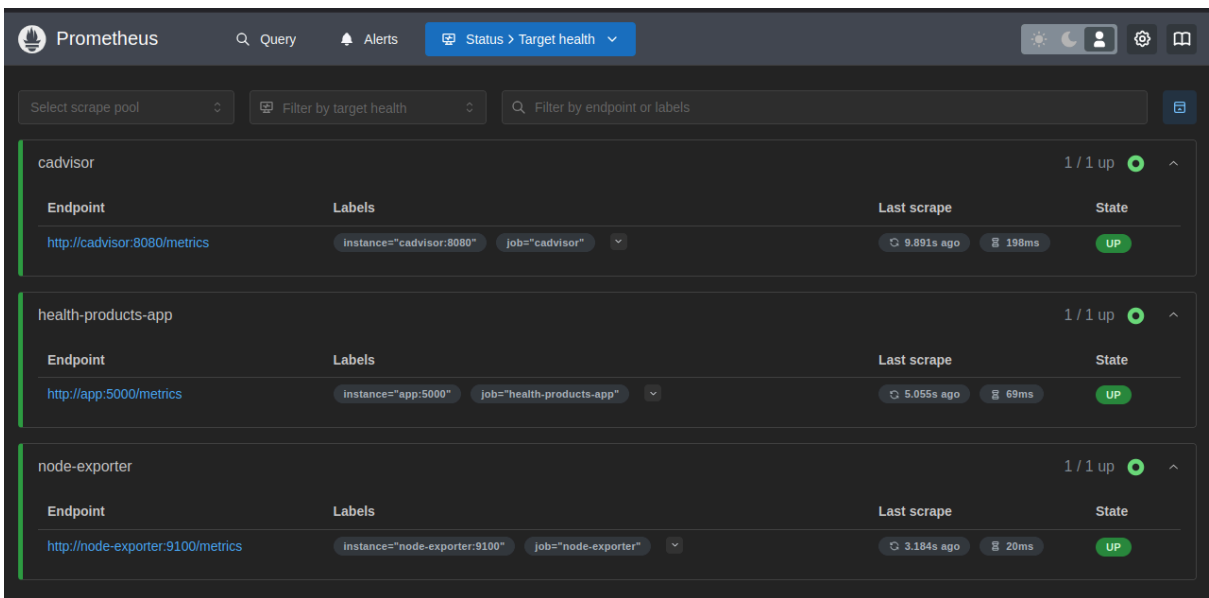 Prometheus Query Alerts Status > Target health
Select scrape pool Filter by target health Filter by endpoint or labels
cadvisor 1 / 1 up
Endpoint Labels Last scrape State
http://cadvisor:8080/metrics instance="cadvisor:8080" job="cadvisor" 9.891s ago 198ms UP
health-products-app 1 / 1 up
Endpoint Labels Last scrape State
http://app:5000/metrics instance="app:5000" job="health-products-app" 5.055s ago 69ms UP
node-exporter 1 / 1 up
Endpoint Labels Last scrape State
http://node-exporter:9100/metrics instance="node-exporter:9100" job="node-exporter" 3.184s ago 20ms UP